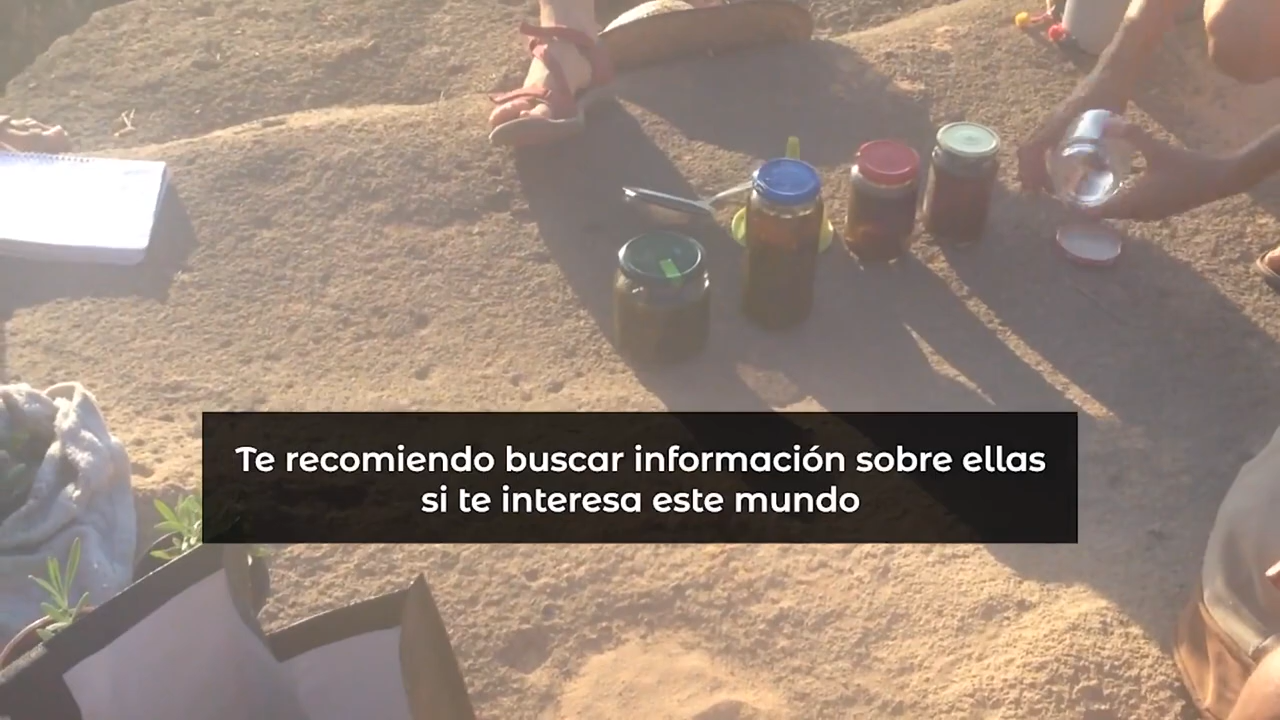 Te recomiendo buscar información sobre ellas
si te interesa este mundo